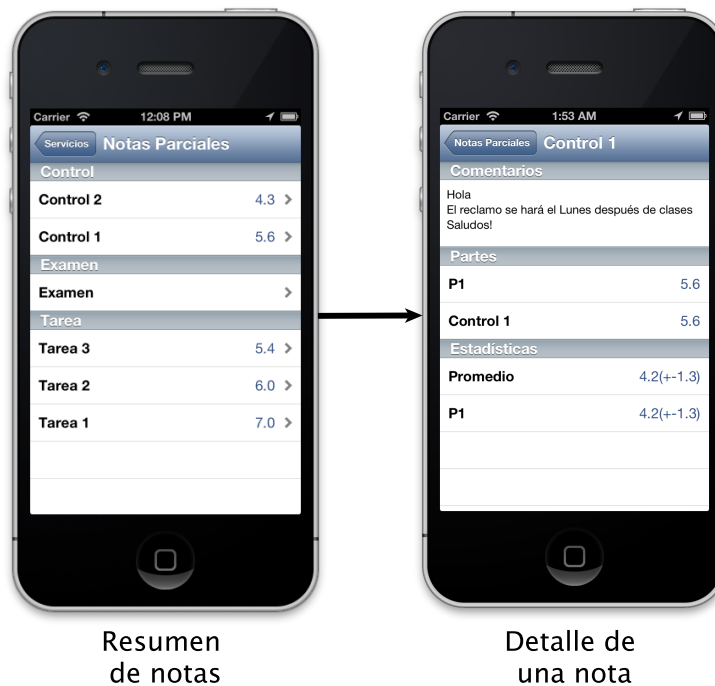 Carrier 12:08 PM
Servicios Notas Parciales
Control
Control 2 4.3
Control 1 5.6
Examen
Examen
Tarea
Tarea 3 5.4
Tarea 2 6.0
Tarea 1 7.0
Resumen
de notas
Carrier 1:53 AM
Notas Parciales Control 1
Comentarios
Hola
El reclamo se hará el Lunes después de clases
Saludos!
Partes
P1 5.6
Control 1 5.6
Estadísticas
Promedio 4.2(+-1.3)
P1 4.2(+-1.3)
Detalle de
una nota